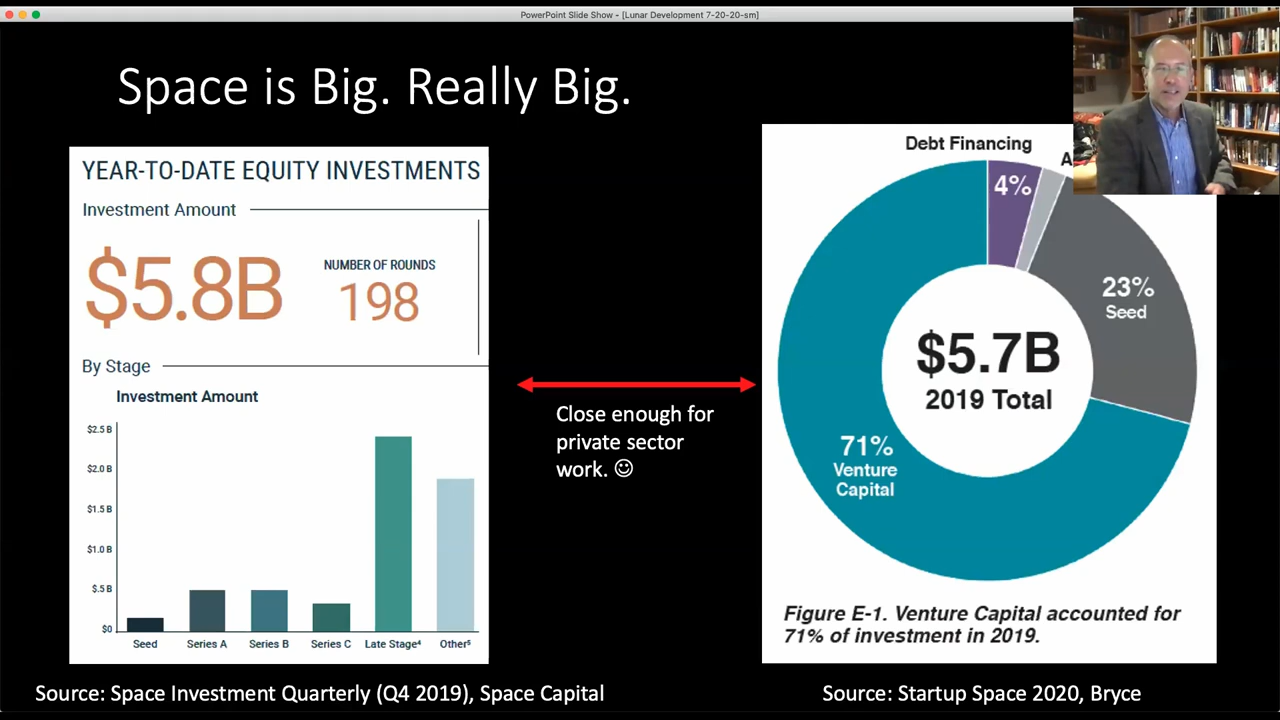 PowerPoint Slide Show - [Lunar Development 7-20-20-sm]
Space is Big. Really Big.
YEAR-TO-DATE EQUITY INVESTMENTS
Investment Amount
$5.8B
NUMBER OF ROUNDS
198
By Stage
Investment Amount
$2.5 B
$2.0 B
$1.5 B
$1.0 B
$.5 B
$0
Seed
Series A
Series B
Series C
Late Stage⁴
Other⁵
Close enough for
private sector
work. ☺
Debt Financing
A
4%
23%
Seed
$5.7B
2019 Total
71%
Venture
Capital
Figure E-1. Venture Capital accounted for
71% of investment in 2019.
Source: Space Investment Quarterly (Q4 2019), Space Capital
Source: Startup Space 2020, Bryce